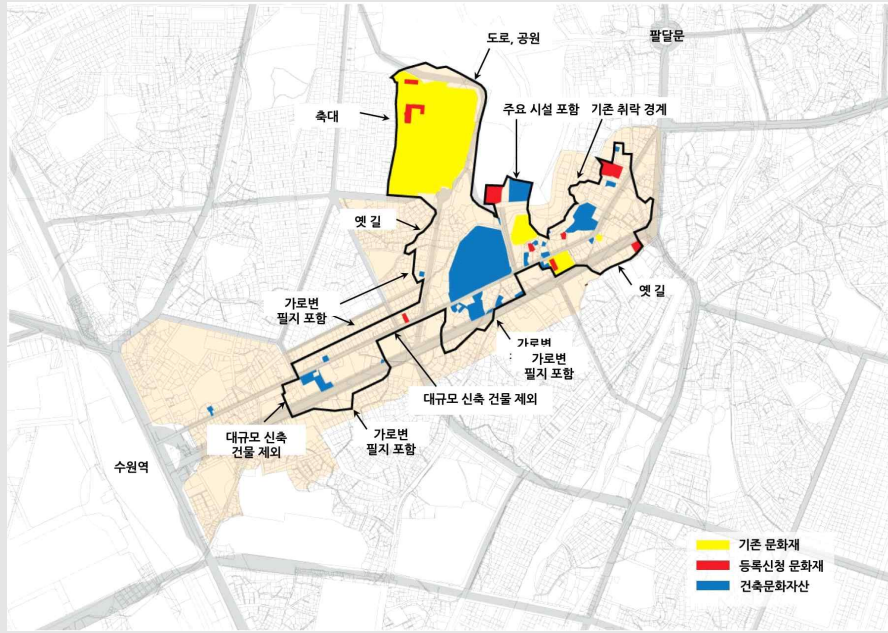 도로, 공원
팔달문
주요 시설 포함
기존 취락 경계
축대
옛 길
옛 길
가로변
필지 포함
가로변
가로변
필지 포함
대규모 신축 건물 제외
대규모 신축
건물 제외
가로변
필지 포함
수원역
기존 문화재
등록신청 문화재
건축문화자산